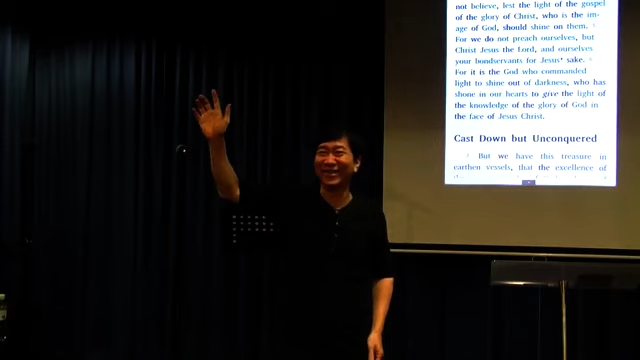 not believe, lest the light of the gospel
of the glory of Christ, who is the im-
age of God, should shine on them.
For we do not preach ourselves, but
Christ Jesus the Lord, and ourselves
your bondservants for Jesus' sake.
For it is the God who commanded
light to shine out of darkness, who has
shone in our hearts to give the light of
the knowledge of the glory of God in
the face of Jesus Christ.
Cast Down but Unconquered
But we have this treasure in
earthen vessels, that the excellence of